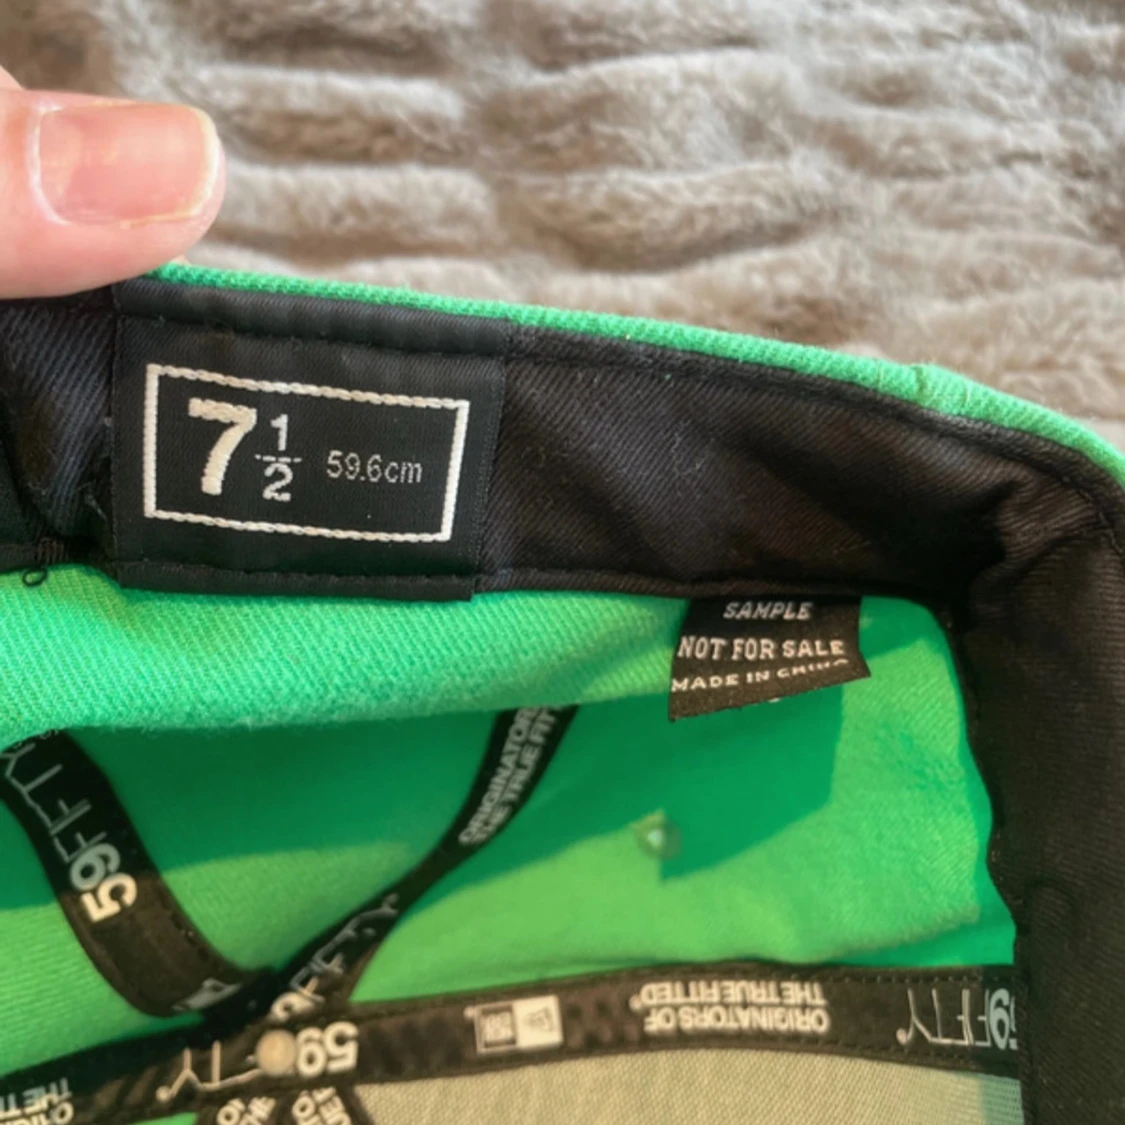 7 1/2 59.6cm
SAMPLE
NOT FOR SALE
MADE IN CHINA
ORIGINATORS OF
THE TRUE FITTED
59FIFTY
59FIFTY
ORIGINATORS OF
THE TRUE FITTED®
59FIFTY
59FIFTY